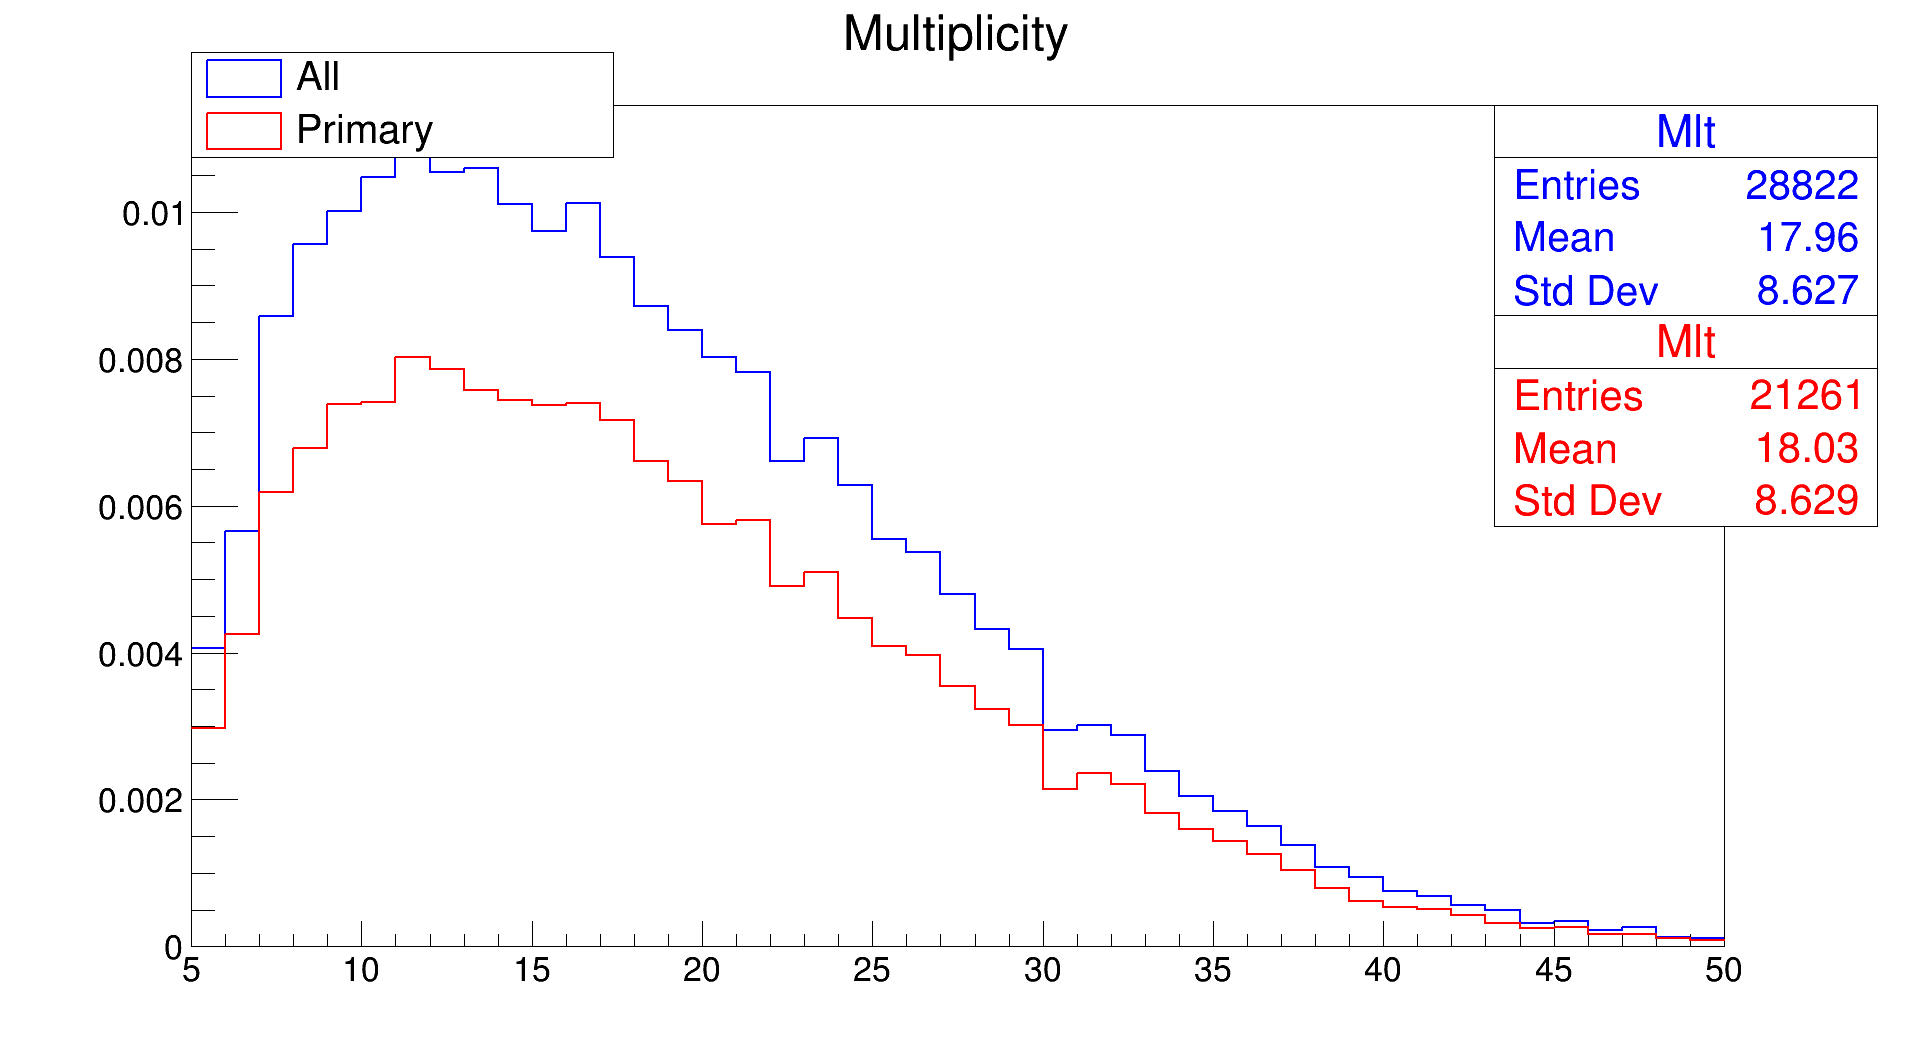 Multiplicity
All
Primary
Mlt
Entries 28822
Mean 17.96
Std Dev 8.627
Mlt
Entries 21261
Mean 18.03
Std Dev 8.629
0.01
0.008
0.006
0.004
0.002
0
5 10 15 20 25 30 35 40 45 50